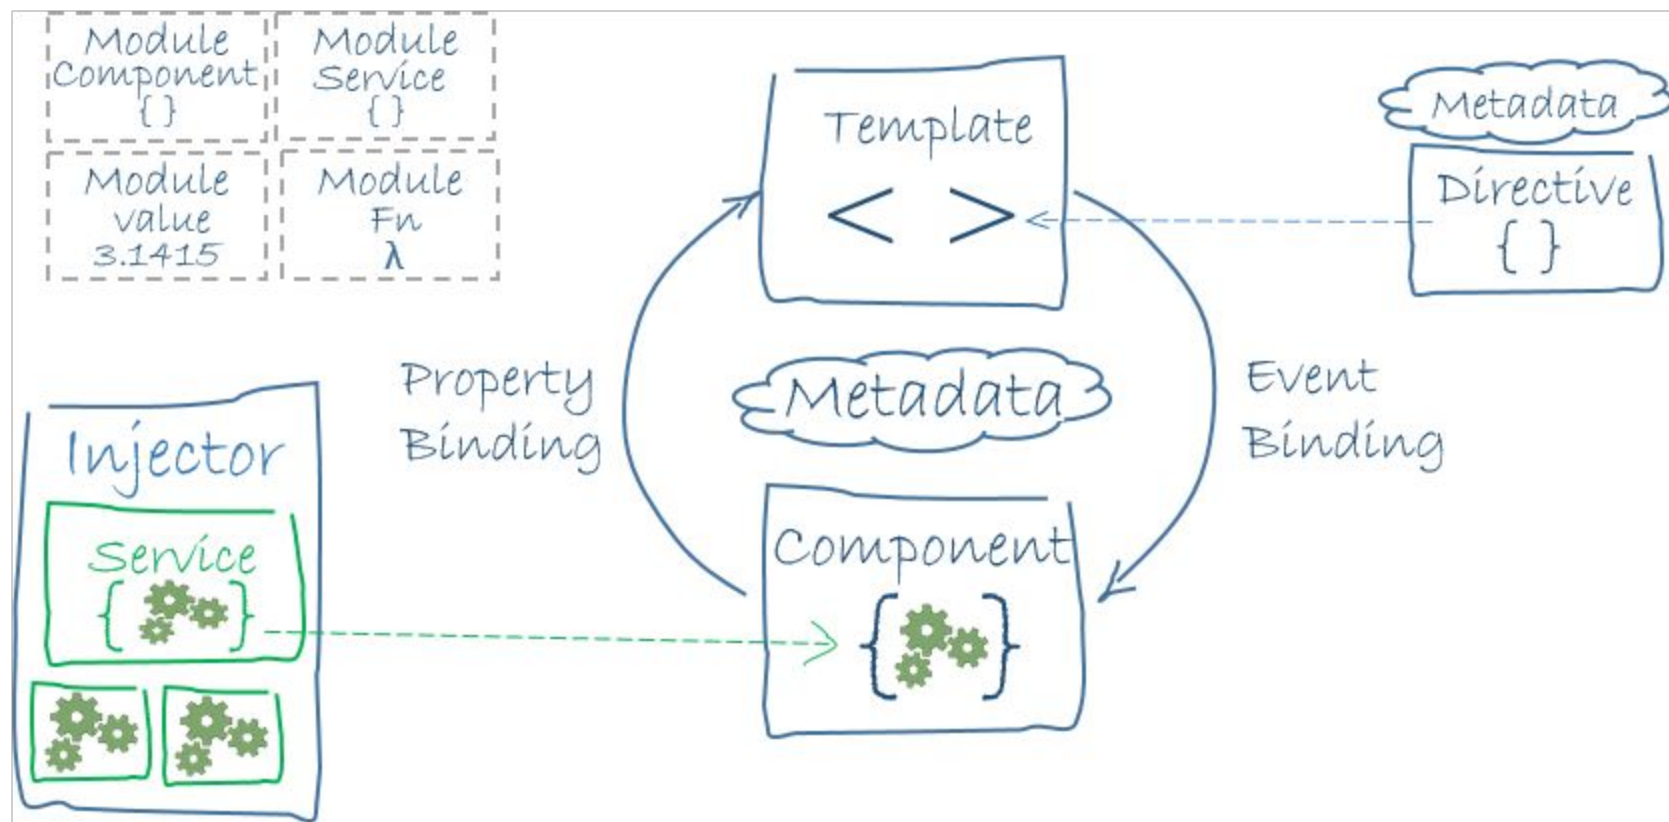 Module
Component
{ }
Module
Service
{ }
Module
value
3.1415
Module
Fn
λ
Template
< >
Metadata
Directive
{ }
Property
Binding
Metadata
Event
Binding
Injector
Service
{ }
Component
{ }